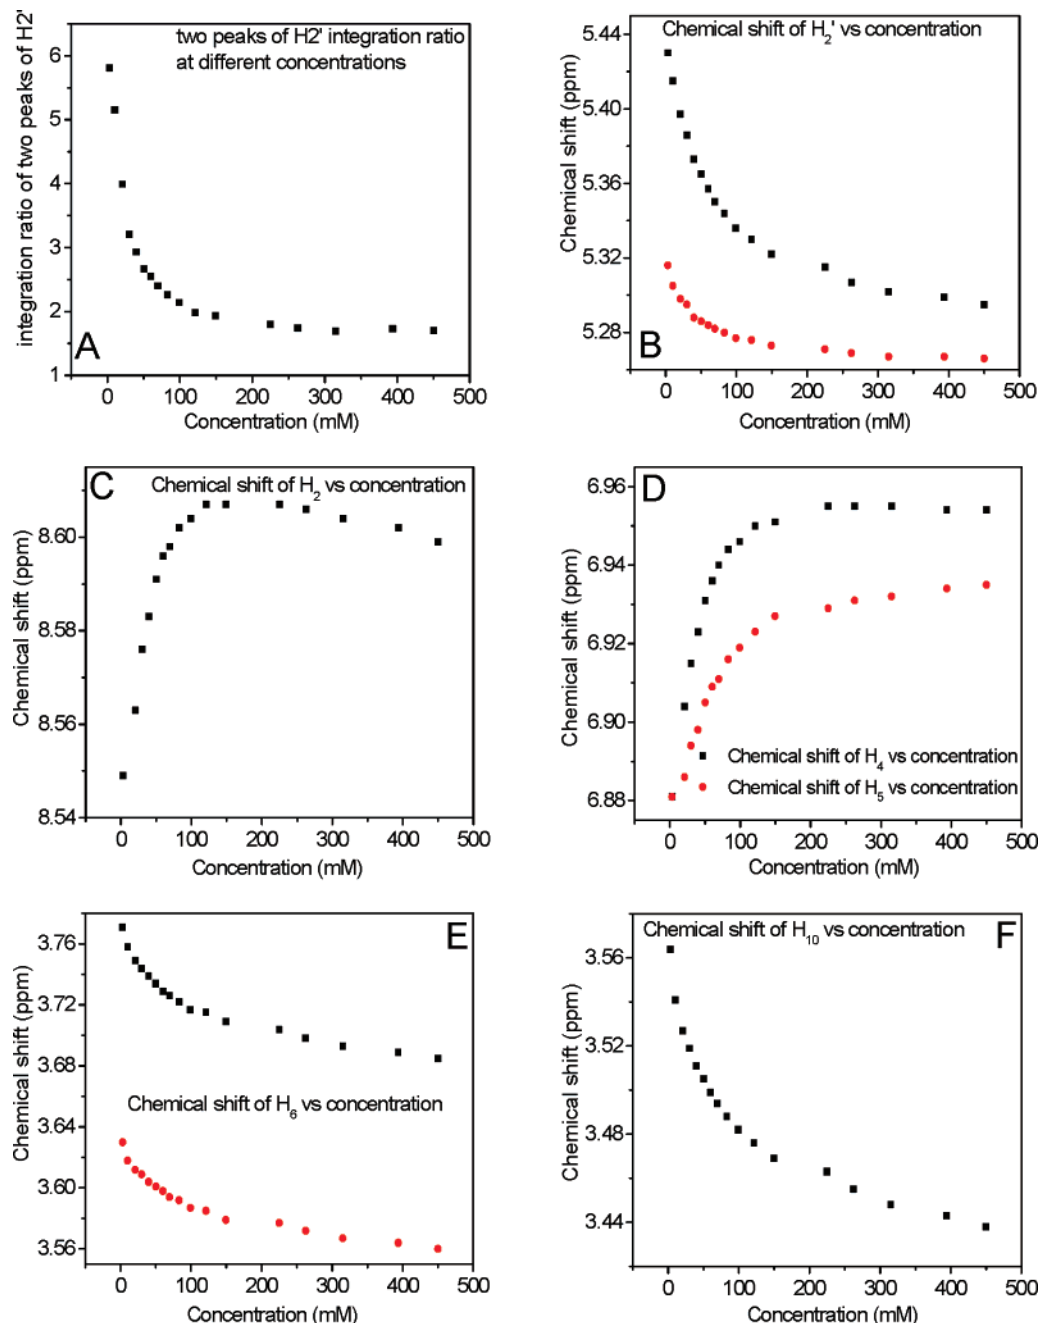 two peaks of H2' integration ratio
at different concentrations
integration ratio of two peaks of H2'
6
5
4
3
2
1
A
0 100 200 300 400 500
Concentration (mM)
Chemical shift of H2' vs concentration
Chemical shift (ppm)
5.44
5.40
5.36
5.32
5.28
B
0 100 200 300 400 500
Concentration (mM)
C
Chemical shift of H2 vs concentration
Chemical shift (ppm)
8.60
8.58
8.56
8.54
0 100 200 300 400 500
Concentration (mM)
D
Chemical shift (ppm)
6.96
6.94
6.92
6.90
6.88
Chemical shift of H4 vs concentration
Chemical shift of H5 vs concentration
0 100 200 300 400 500
Concentration (mM)
E
Chemical shift (ppm)
3.76
3.72
3.68
3.64
3.60
3.56
Chemical shift of H6 vs concentration
0 100 200 300 400 500
Concentration (mM)
Chemical shift of H10 vs concentration
F
Chemical shift (ppm)
3.56
3.52
3.48
3.44
0 100 200 300 400 500
Concentration (mM)